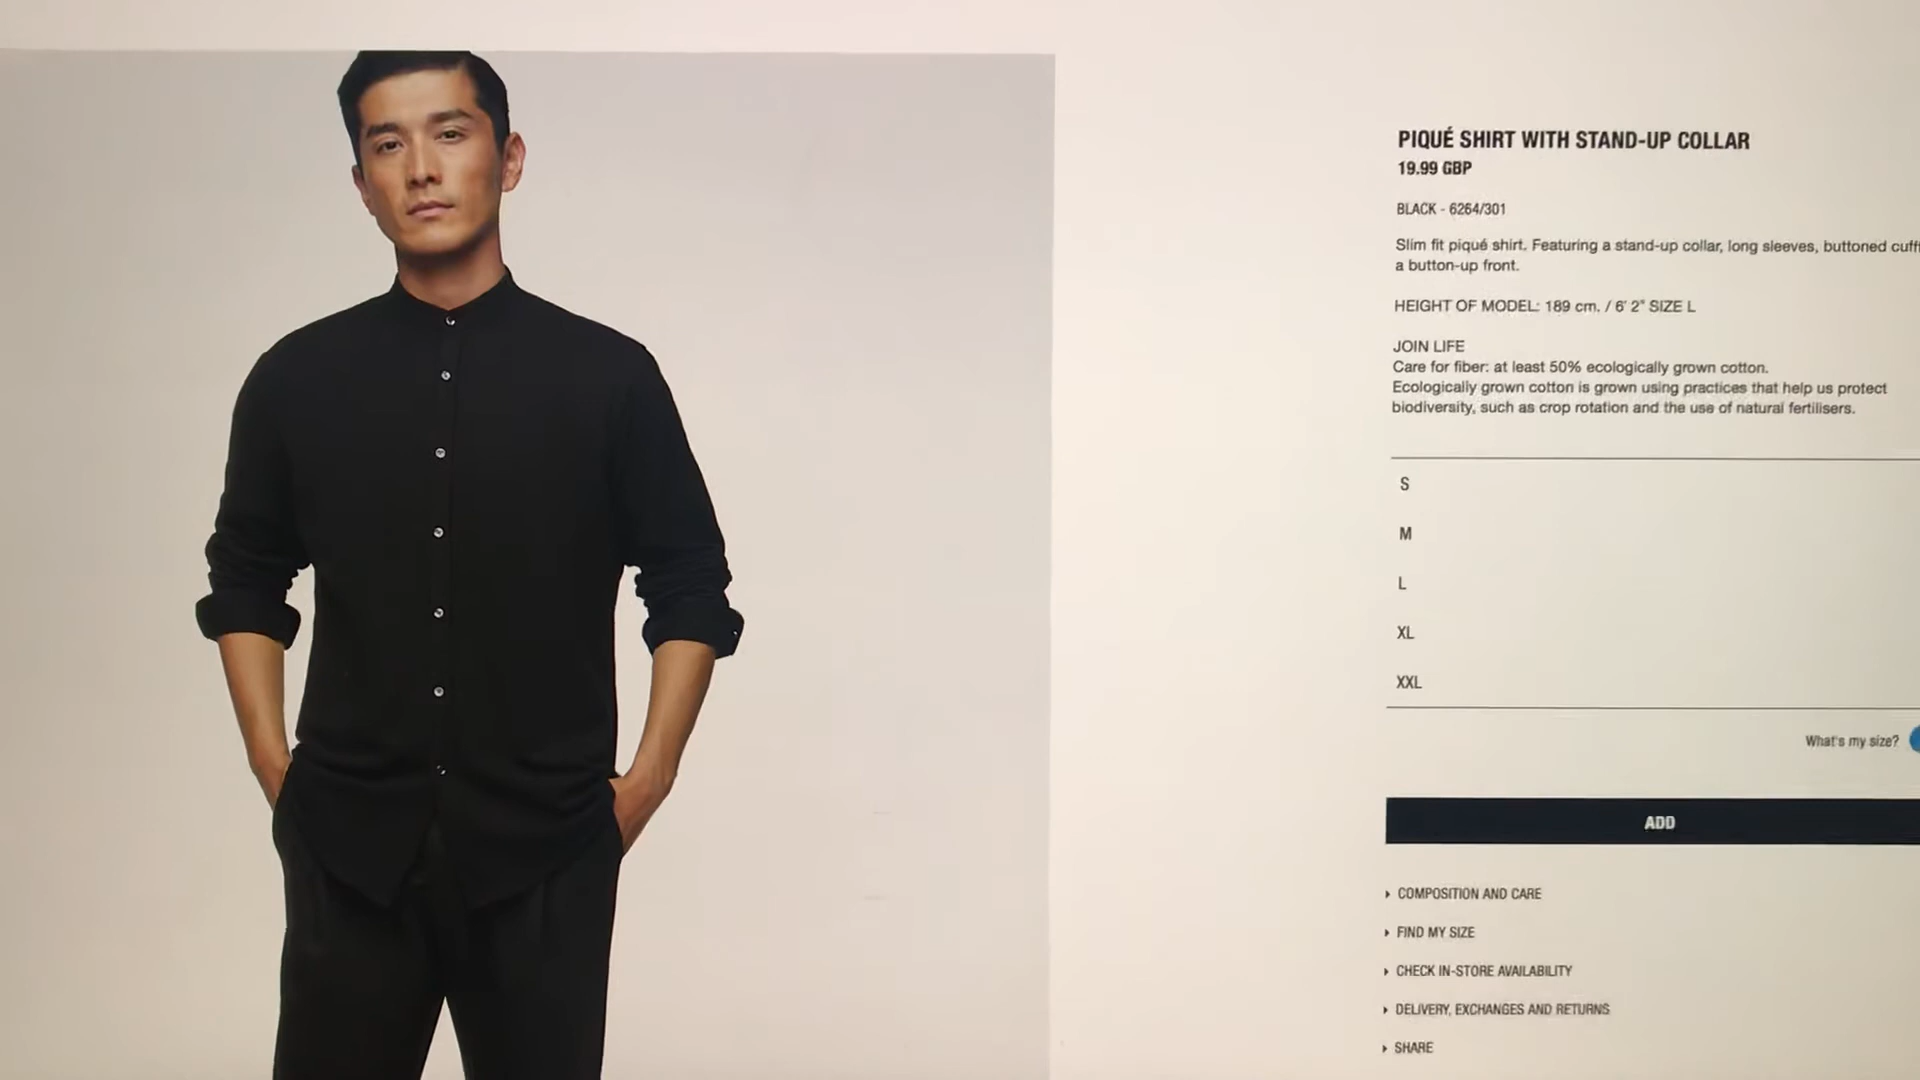 PIQUÉ SHIRT WITH STAND-UP COLLAR
19.99 GBP
BLACK - 6264/301
Slim fit piqué shirt. Featuring a stand-up collar, long sleeves, buttoned
a button-up front.
HEIGHT OF MODEL: 189 cm. / 6' 2" SIZE L
JOIN LIFE
Care for fiber: at least 50% ecologically grown cotton.
Ecologically grown cotton is grown using practices that help us protect
biodiversity, such as crop rotation and the use of natural fertilisers.
S
M
L
XL
XXL
What's my size?
ADD
COMPOSITION AND CARE
FIND MY SIZE
CHECK IN-STORE AVAILABILITY
DELIVERY, EXCHANGES AND RETURNS
SHARE